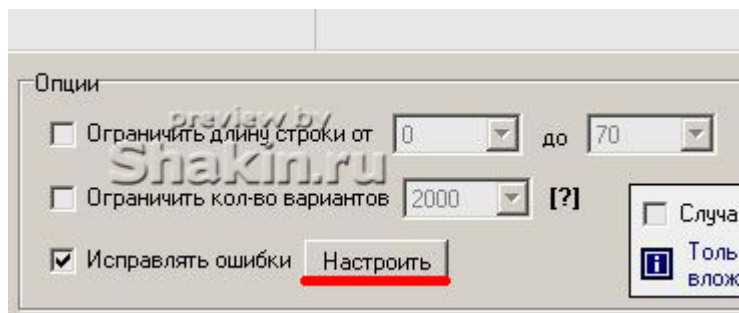 Опции
preview by
Shakin.ru
Ограничить длину строки от 0 до 70
Ограничить кол-во вариантов 2000 [?]
Случа
Исправлять ошибки Настроить
Толь
влож